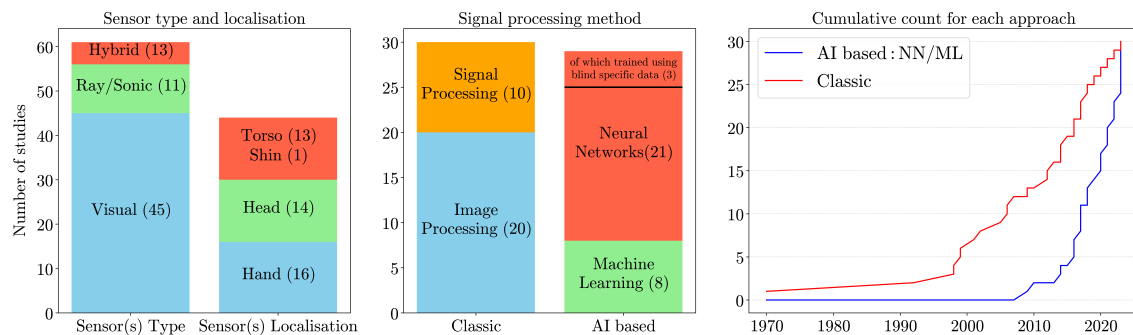 Sensor type and localisation
Number of studies
60
50
40
30
20
10
0
Hybrid (13)
Ray/Sonic (11)
Visual (45)
Torso (13)
Shin (1)
Head (14)
Hand (16)
Sensor(s) Type
Sensor(s) Localisation
Signal processing method
30
25
20
15
10
5
0
Signal
Processing (10)
Image
Processing (20)
of which trained using
blind specific data (3)
Neural
Networks(21)
Machine
Learning (8)
Classic
AI based
Cumulative count for each approach
AI based: NN/ML
Classic
30
25
20
15
10
5
0
1970
1980
1990
2000
2010
2020